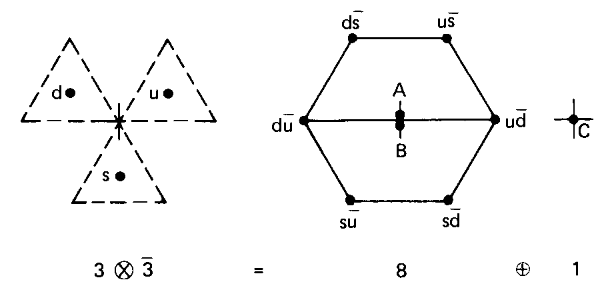 ds̄ us̄
A
d u dū ud̄ C
B
s
sū sd̄
3 ⊗ 3̄ = 8 ⊕ 1